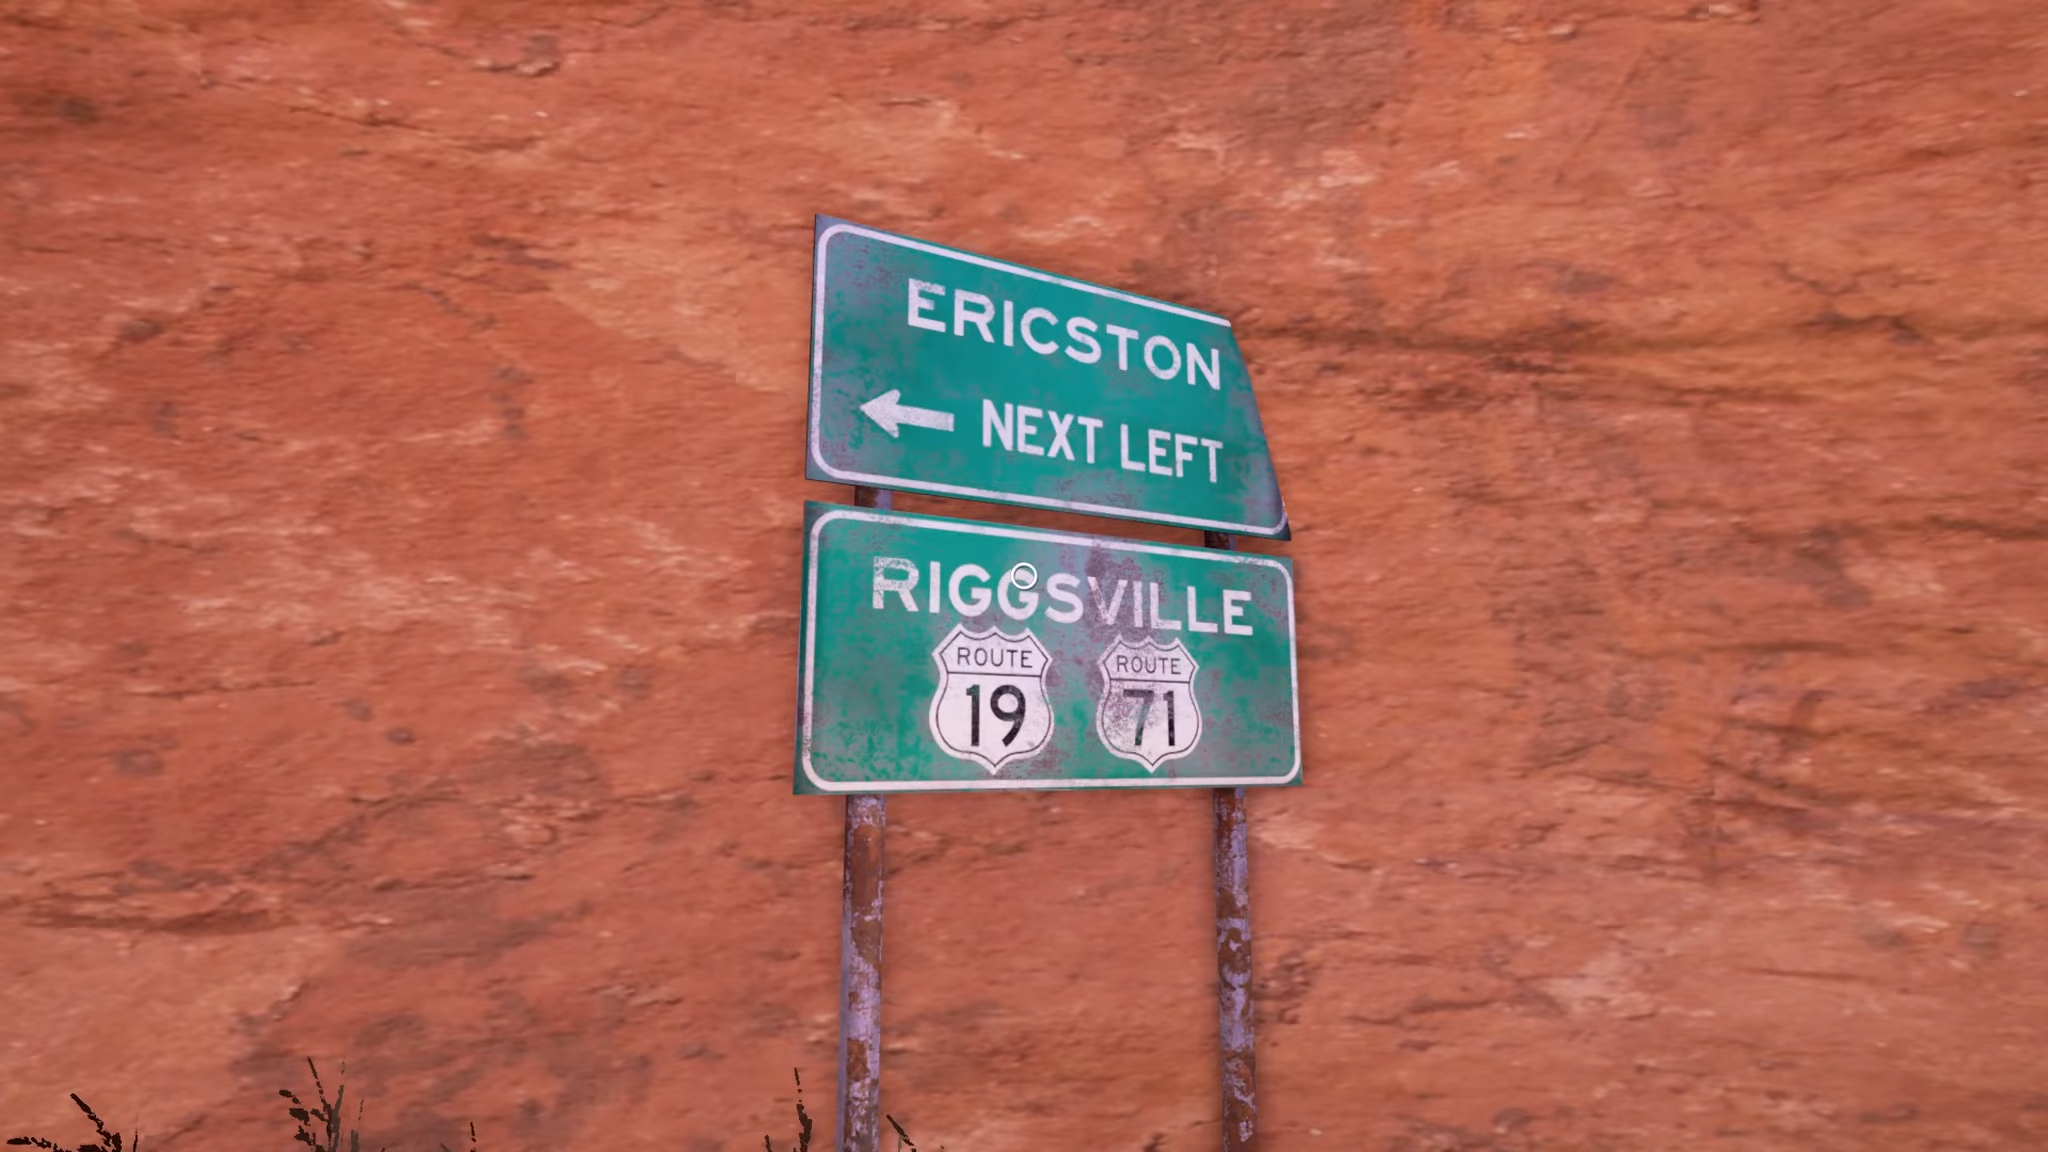 ERICSTON
NEXT LEFT
RIGGSVILLE
ROUTE ROUTE
19 71